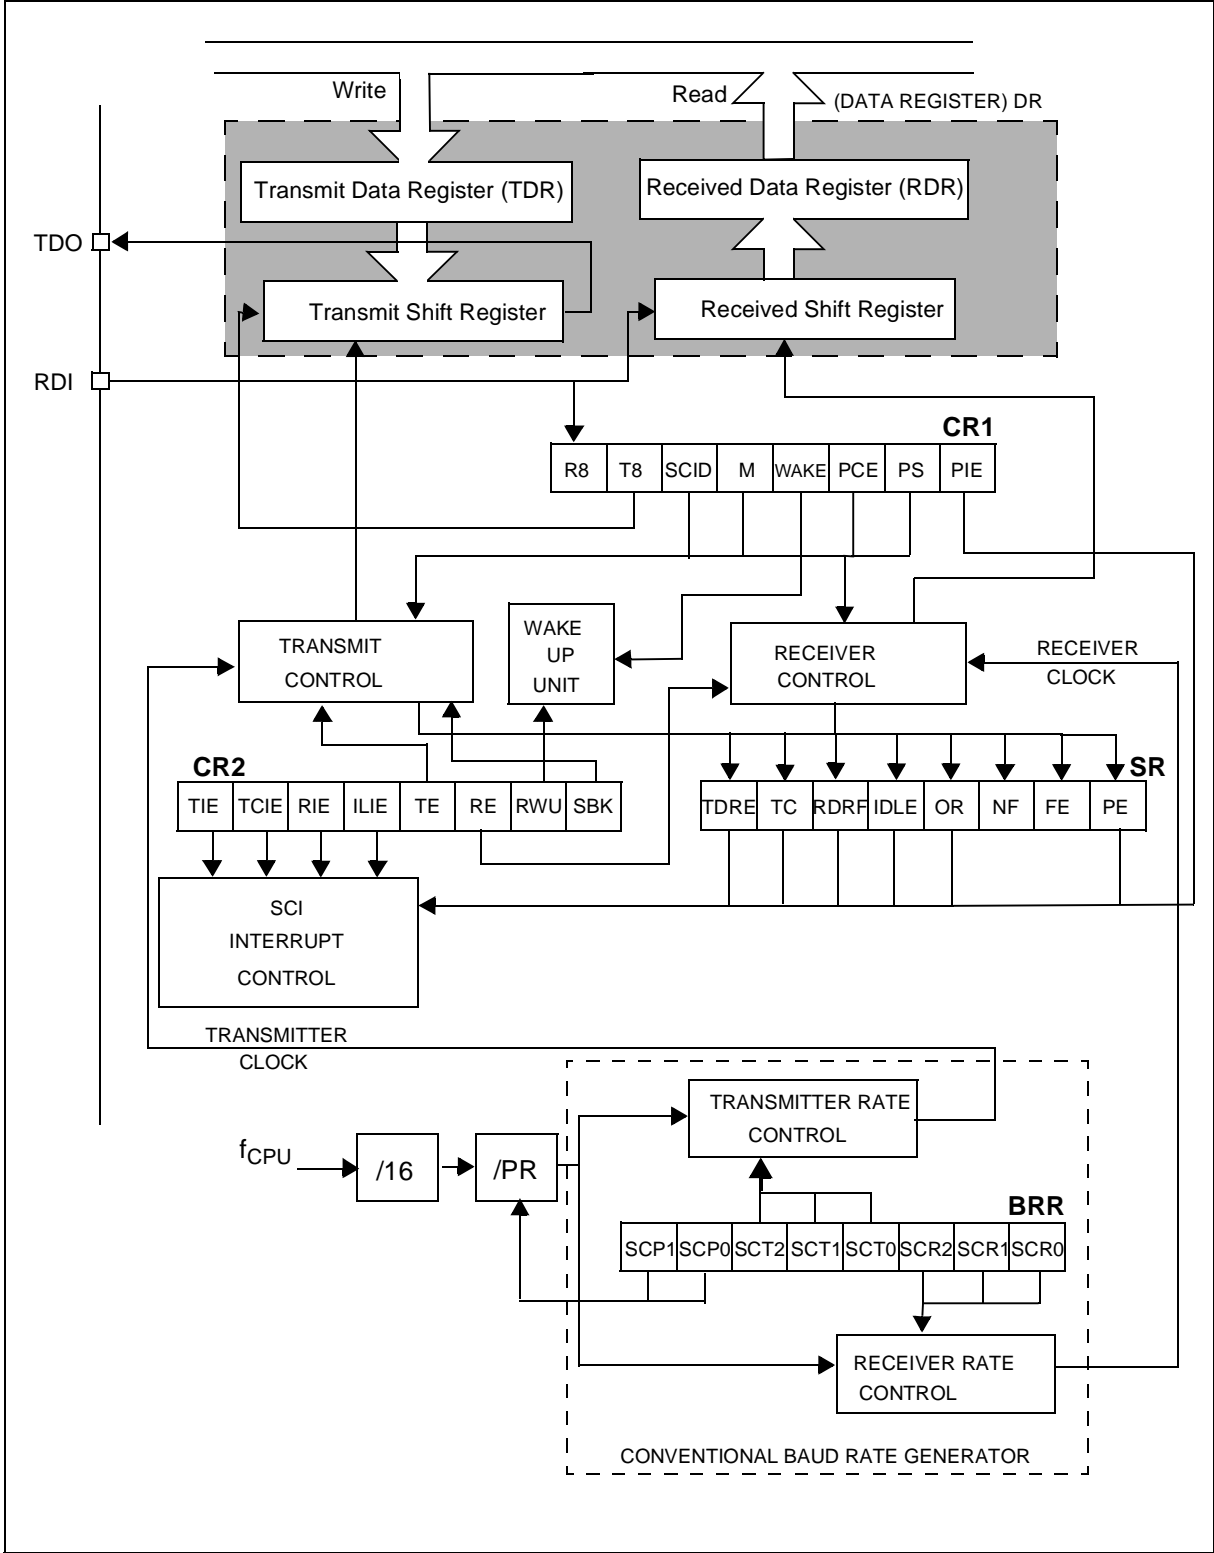 Write
Read
(DATA REGISTER) DR
Transmit Data Register (TDR)
Received Data Register (RDR)
TDO
Transmit Shift Register
Received Shift Register
RDI
CR1
R8 T8 SCID M WAKE PCE PS PIE
TRANSMIT
CONTROL
WAKE
UP
UNIT
RECEIVER
CONTROL
RECEIVER
CLOCK
CR2
TIE TCIE RIE ILIE TE RE RWU SBK
SR
TDRE TC RDRF IDLE OR NF FE PE
SCI
INTERRUPT
CONTROL
TRANSMITTER
CLOCK
TRANSMITTER RATE
CONTROL
fCPU
/16
/PR
BRR
SCP1 SCP0 SCT2 SCT1 SCT0 SCR2 SCR1 SCR0
RECEIVER RATE
CONTROL
CONVENTIONAL BAUD RATE GENERATOR